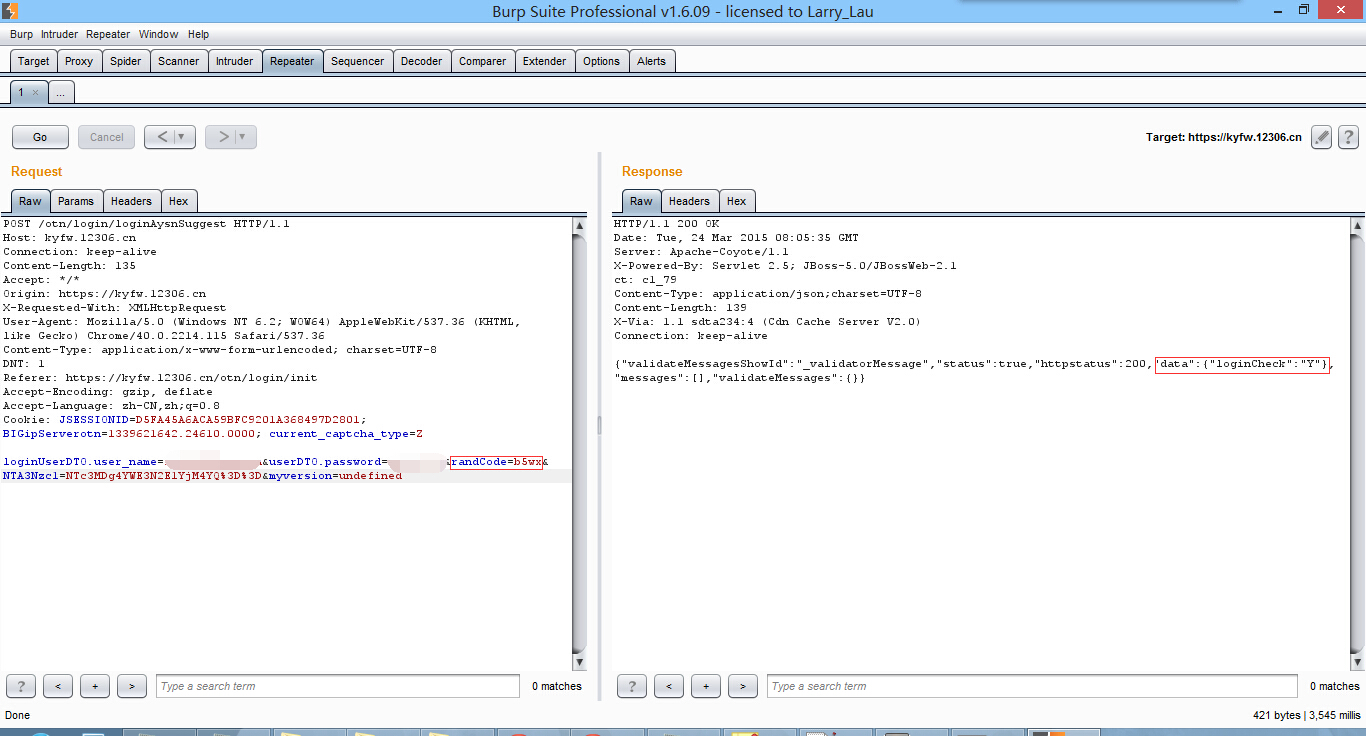 Burp Suite Professional v1.6.09 - licensed to Larry_Lau
Burp Intruder Repeater Window Help
Target Proxy Spider Scanner Intruder Repeater Sequencer Decoder Comparer Extender Options Alerts
1 × ...
Go Cancel < > Target: https://kyfw.12306.cn ?
Request
Raw Params Headers Hex
POST /otn/login/loginAysnSuggest HTTP/1.1
Host: kyfw.12306.cn
Connection: keep-alive
Content-Length: 135
Accept: */*
Origin: https://kyfw.12306.cn
X-Requested-With: XMLHttpRequest
User-Agent: Mozilla/5.0 (Windows NT 6.2; WOW64) AppleWebKit/537.36 (KHTML,
like Gecko) Chrome/40.0.2214.115 Safari/537.36
Content-Type: application/x-www-form-urlencoded; charset=UTF-8
DNT: 1
Referer: https://kyfw.12306.cn/otn/login/init
Accept-Encoding: gzip, deflate
Accept-Language: zh-CN,zh;q=0.8
Cookie: JSESSIONID=D5FA45A6ACA59BFC9201A368497D2801;
BIGipServerotn=1339621642.24610.0000; current_captcha_type=Z
loginUserDTO.user_name= &userDTO.password= &randCode=b5wx&
NTA3Nzc1=NTc3MDg4YWE3N2ElYjM4YQ%3D%3D&myversion=undefined
? < + > Type a search term 0 matches
Response
Raw Headers Hex
HTTP/1.1 200 OK
Date: Tue, 24 Mar 2015 08:05:35 GMT
Server: Apache-Coyote/1.1
X-Powered-By: Servlet 2.5; JBoss-5.0/JBossWeb-2.1
ct: cl_79
Content-Type: application/json;charset=UTF-8
Content-Length: 139
X-Via: 1.1 sdta234:4 (Cdn Cache Server V2.0)
Connection: keep-alive
{"validateMessagesShowId":"_validatorMessage","status":true,"httpstatus":200,"data":{"loginCheck":"Y"},
"messages":[],"validateMessages":{}}
? < + > Type a search term 0 matches
Done 421 bytes | 3,545 millis